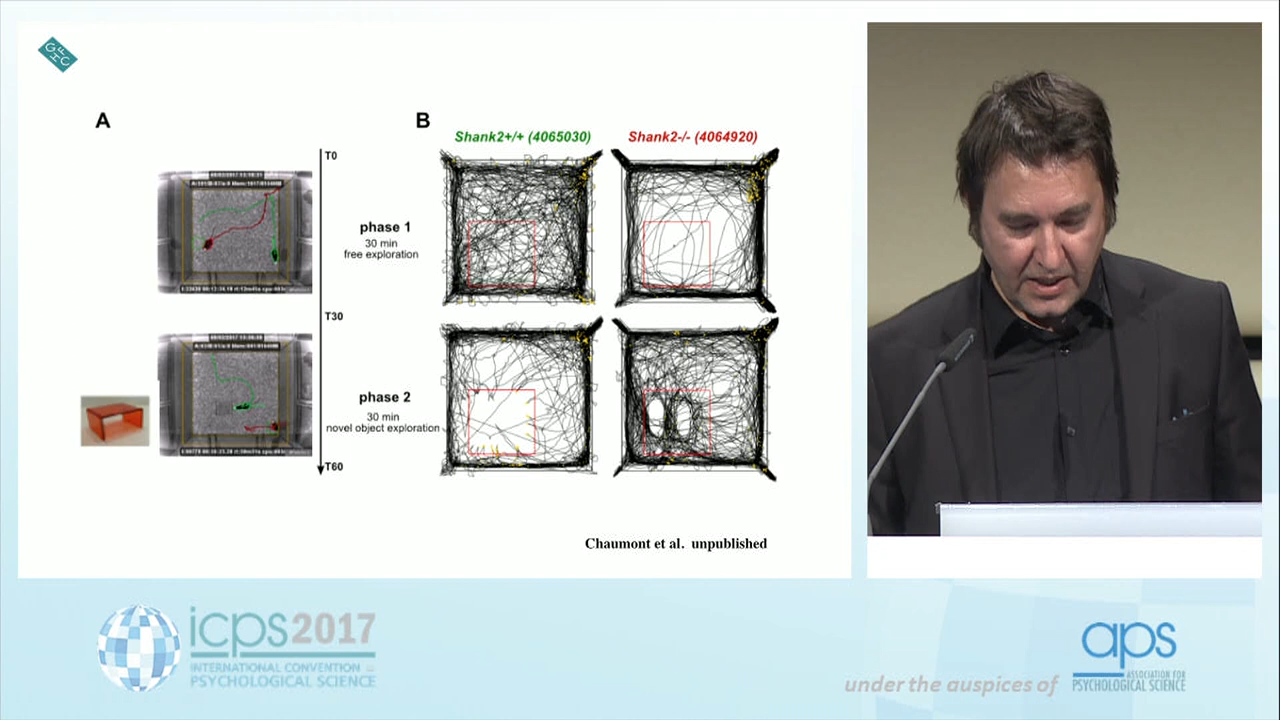 GHFC
A
B
Shank2+/+ (4065030)
Shank2-/- (4064920)
T0
phase 1
30 min
free exploration
T30
phase 2
30 min
novel object exploration
T60
Chaumont et al. unpublished
icps2017
INTERNATIONAL CONVENTION
PSYCHOLOGICAL SCIENCE
under the auspices of
aps
ASSOCIATION FOR
PSYCHOLOGICAL SCIENCE